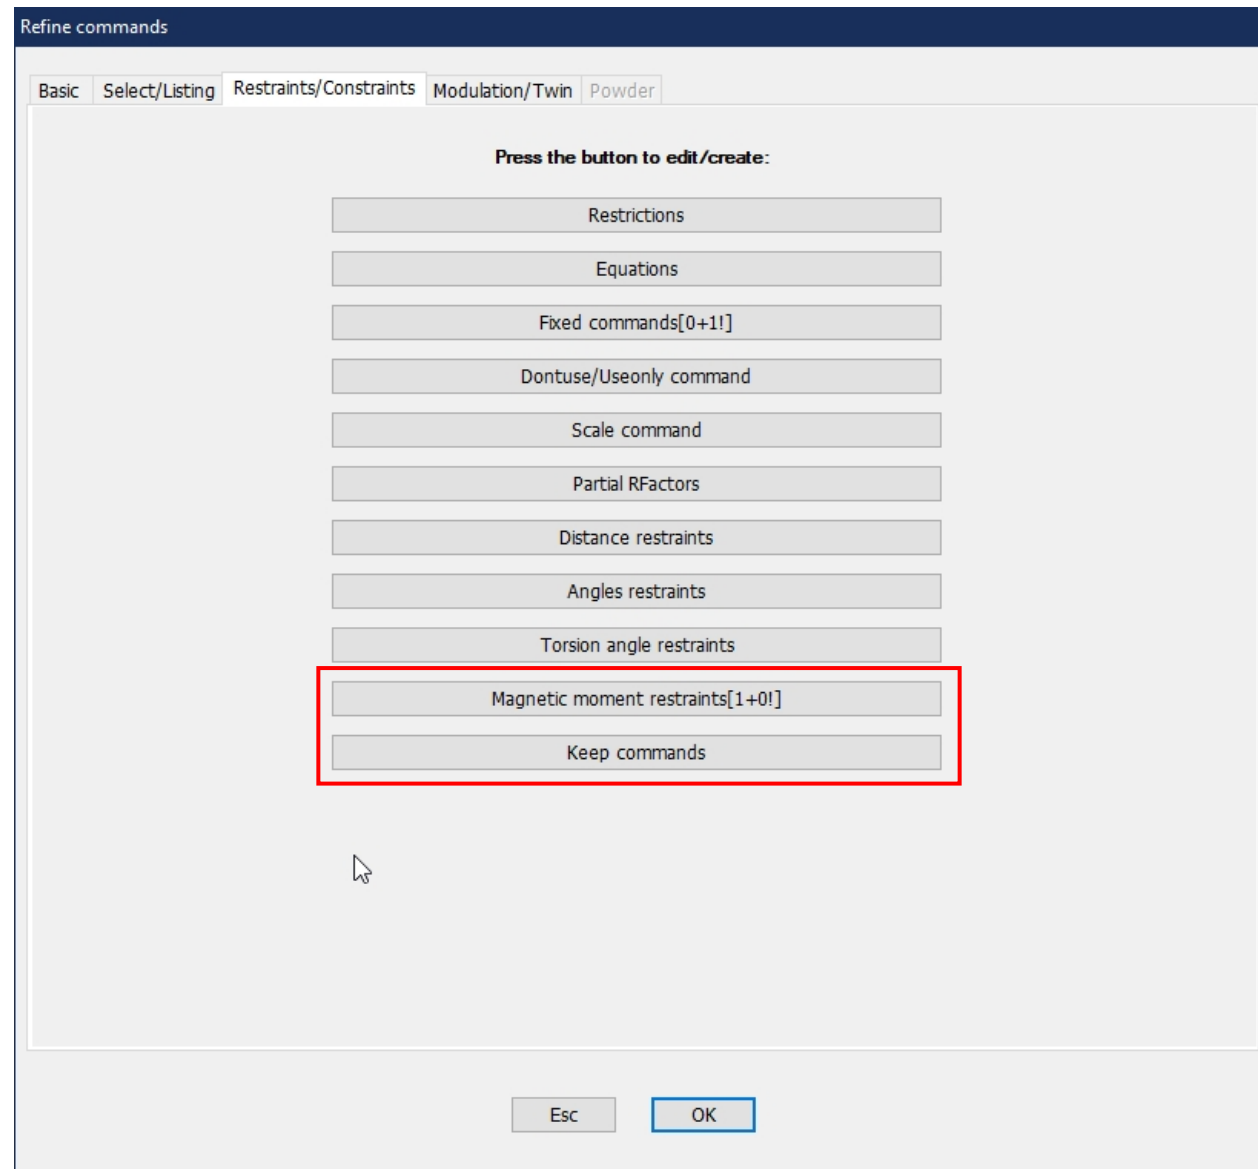 Refine commands
Basic Select/Listing Restraints/Constraints Modulation/Twin Powder
Press the button to edit/create:
Restrictions
Equations
Fixed commands[0+1!]
Dontuse/Useonly command
Scale command
Partial RFactors
Distance restraints
Angles restraints
Torsion angle restraints
Magnetic moment restraints[1+0!]
Keep commands
Esc OK